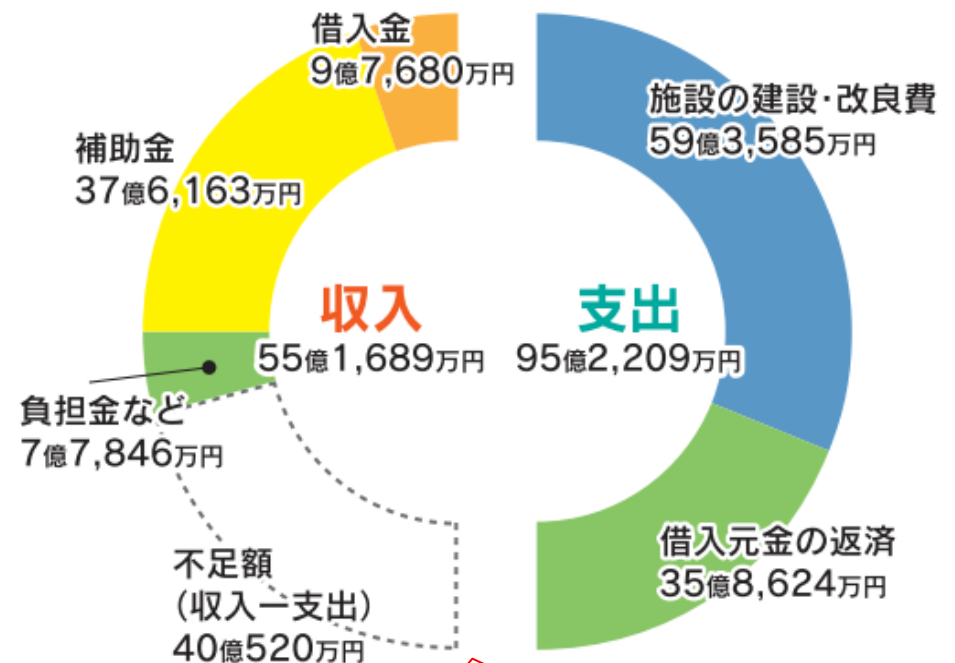 借入金
9億7,680万円
補助金
37億6,163万円
収入
55億1,689万円
負担金など
7億7,846万円
不足額
（収入ー支出）
40億520万円
施設の建設・改良費
59億3,585万円
支出
95億2,209万円
借入元金の返済
35億8,624万円